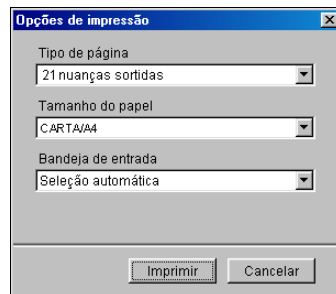 Opções de impressão
Tipo de página
21 nuanças sortidas
Tamanho do papel
CARTA/A4
Bandeja de entrada
Seleção automática
Imprimir Cancelar